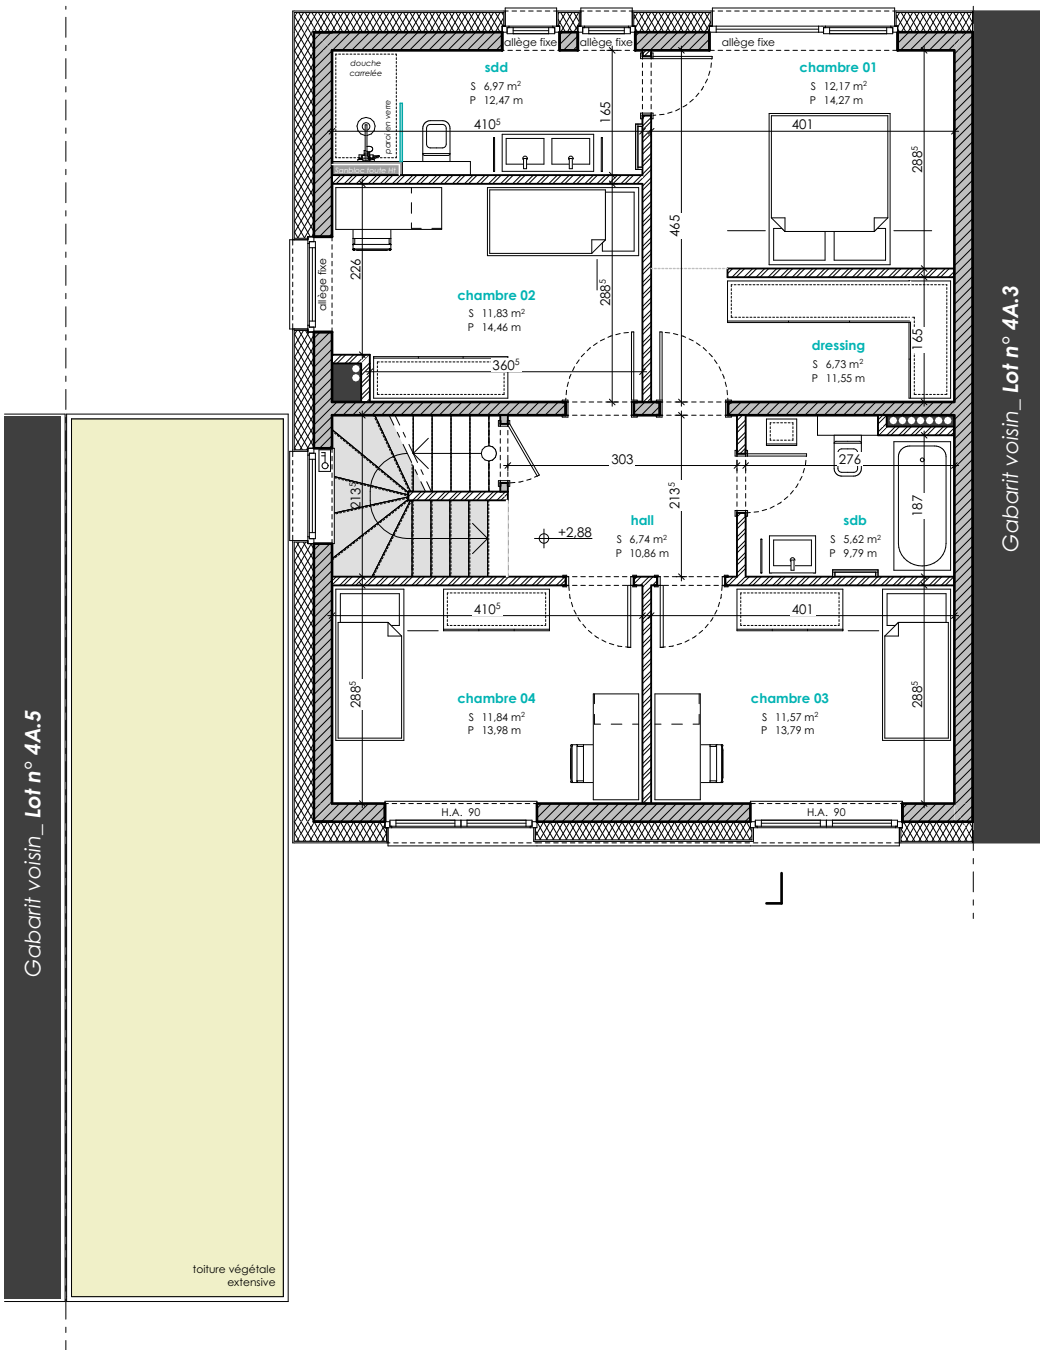 allège fixe
allège fixe
allège fixe
douche
carrelée
sdd
S 6,97 m²
P 12,47 m
paroi en verre
410⁵
165
chambre 01
S 12,17 m²
P 14,27 m
401
288⁵
465
226
allège fixe
chambre 02
S 11,83 m²
P 14,46 m
288⁵
360⁵
dressing
S 6,73 m²
P 11,55 m
165
213⁵
303
+2,88
hall
S 6,74 m²
P 10,86 m
213⁵
276
sdb
S 5,62 m²
P 9,79 m
187
410⁵
401
288⁵
chambre 04
S 11,84 m²
P 13,98 m
chambre 03
S 11,57 m²
P 13,79 m
288⁵
H.A. 90
H.A. 90
Gabarit voisin_ Lot n° 4A.3
Gabarit voisin_ Lot n° 4A.5
toiture végétale
extensive